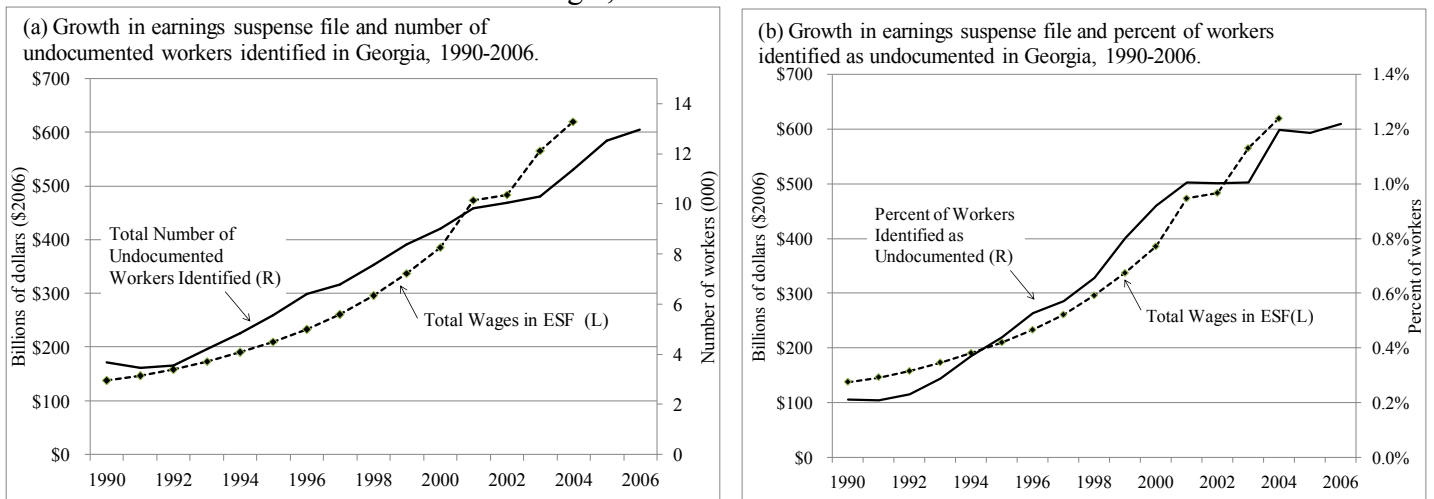 (a) Growth in earnings suspense file and number of
undocumented workers identified in Georgia, 1990-2006.
$700
$600
$500
$400
$300
$200
$100
$0
Billions of dollars ($2006)
14
12
10
8
6
4
2
0
Number of workers (000)
Total Number of
Undocumented
Workers Identified (R)
Total Wages in ESF (L)
1990 1992 1994 1996 1998 2000 2002 2004 2006
(b) Growth in earnings suspense file and percent of workers
identified as undocumented in Georgia, 1990-2006.
$700
$600
$500
$400
$300
$200
$100
$0
Billions of dollars ($2006)
1.4%
1.2%
1.0%
0.8%
0.6%
0.4%
0.2%
0.0%
Percent of workers
Percent of Workers
Identified as
Undocumented (R)
Total Wages in ESF(L)
1990 1992 1994 1996 1998 2000 2002 2004 2006